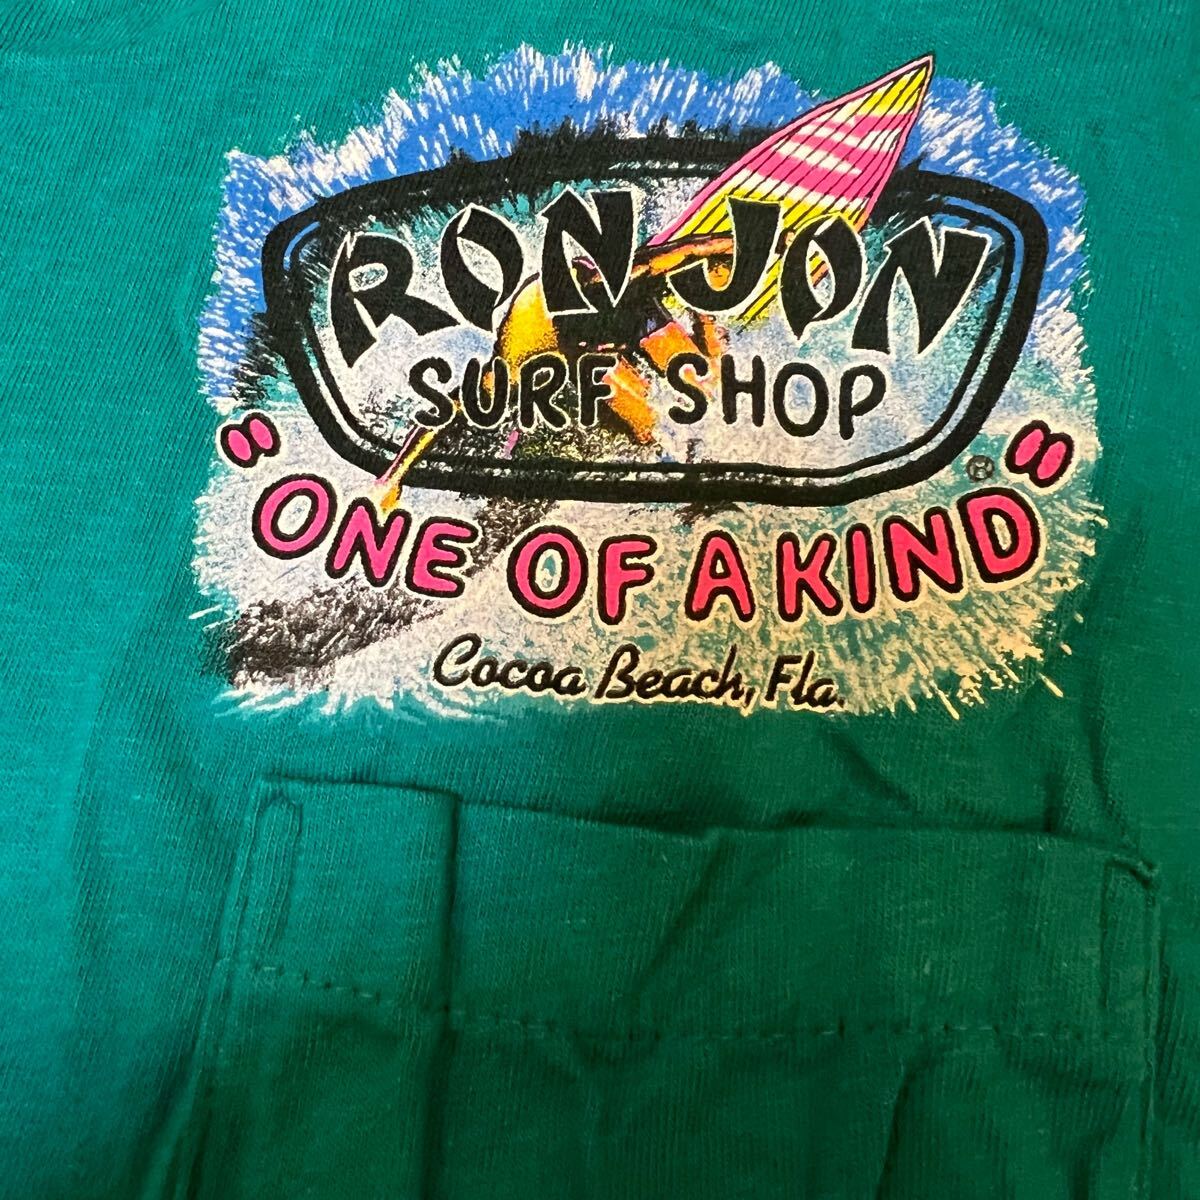 RON JON
SURF SHOP
®
"ONE OF A KIND"
Cocoa Beach, Fla.